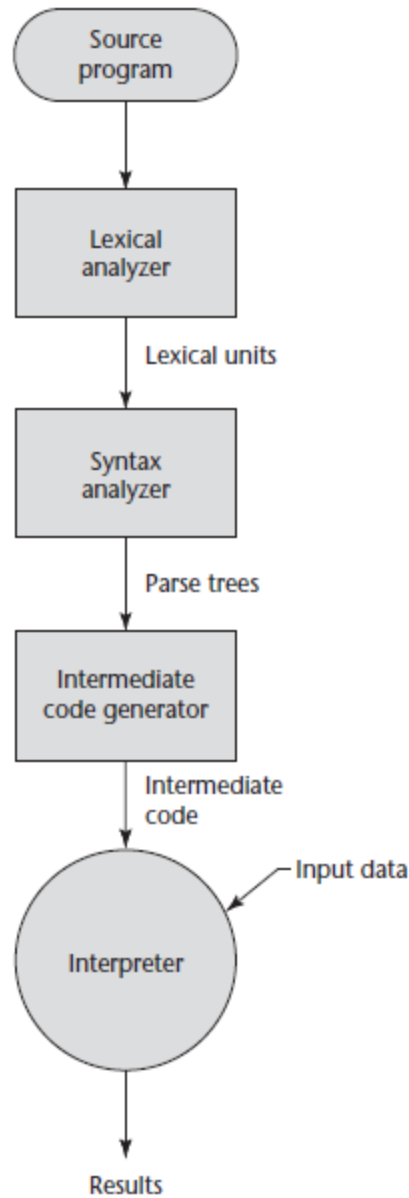 Source
program
Lexical
analyzer
Lexical units
Syntax
analyzer
Parse trees
Intermediate
code generator
Intermediate
code
Input data
Interpreter
Results